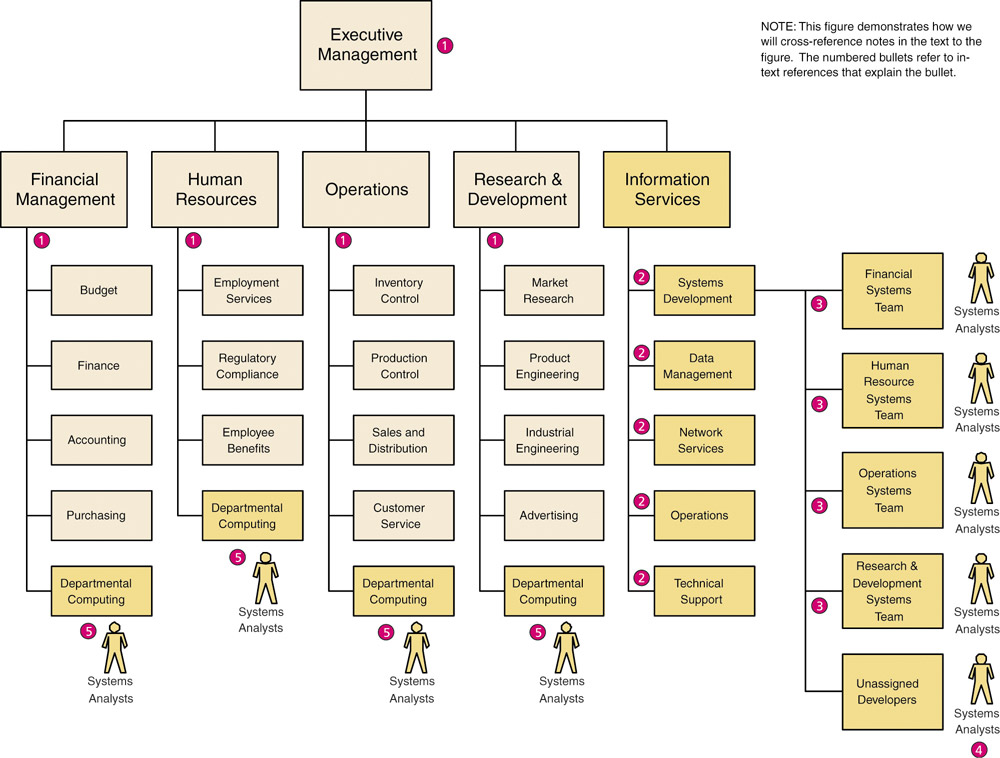 Executive
Management
1
NOTE: This figure demonstrates how we
will cross-reference notes in the text to the
figure. The numbered bullets refer to in-
text references that explain the bullet.
Financial
Management
Human
Resources
Operations
Research &
Development
Information
Services
1
1
1
1
Budget
Finance
Accounting
Purchasing
Departmental
Computing
5
Systems
Analysts
Employment
Services
Regulatory
Compliance
Employee
Benefits
Departmental
Computing
5
Systems
Analysts
Inventory
Control
Production
Control
Sales and
Distribution
Customer
Service
Departmental
Computing
5
Systems
Analysts
Market
Research
Product
Engineering
Industrial
Engineering
Advertising
Departmental
Computing
5
Systems
Analysts
2
Systems
Development
2
Data
Management
2
Network
Services
2
Operations
2
Technical
Support
3
Financial
Systems
Team
Systems
Analysts
3
Human
Resource
Systems
Team
Systems
Analysts
3
Operations
Systems
Team
Systems
Analysts
3
Research &
Development
Systems
Team
Systems
Analysts
Unassigned
Developers
Systems
Analysts
4